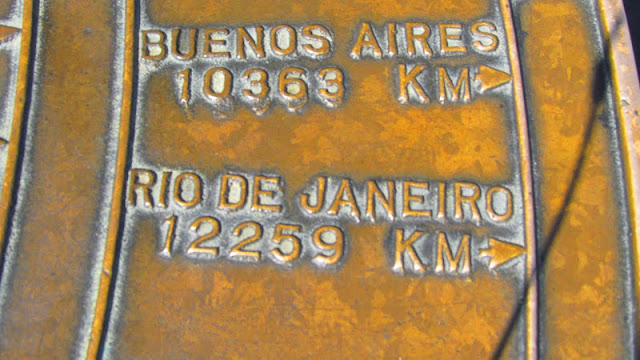 BUENOS AIRES
10363 KM
RIO DE JANEIRO
12259 KM